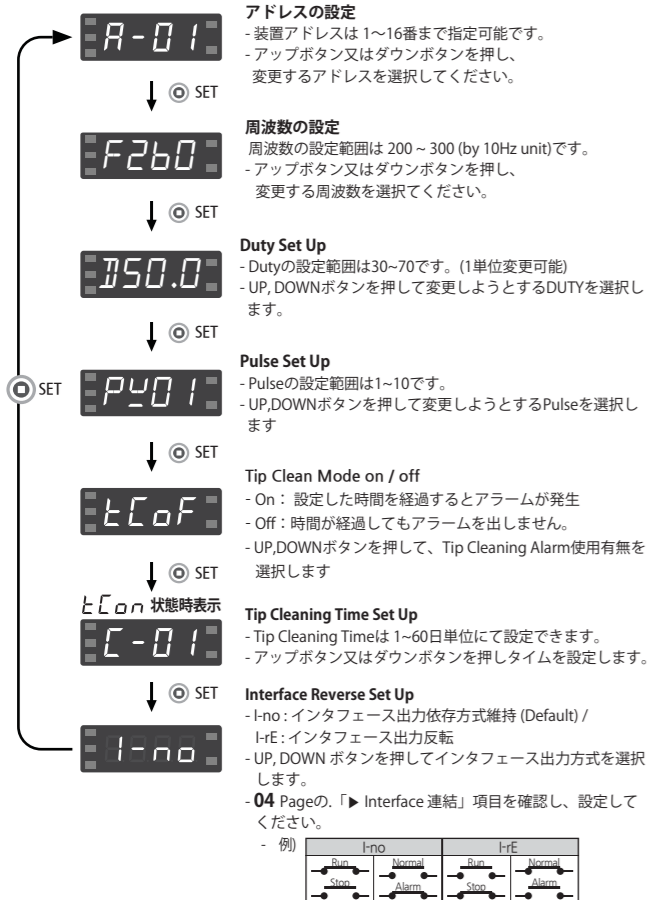 アドレスの設定
A-01
- 装置アドレスは 1～16番まで指定可能です。
- アップボタン又はダウンボタンを押し、
変更するアドレスを選択してください。
SET
周波数の設定
F260
周波数の設定範囲は 200 ~ 300 (by 10Hz unit)です。
- アップボタン又はダウンボタンを押し、
変更する周波数を選択てください。
SET
Duty Set Up
D50.0
- Dutyの設定範囲は30~70です。(1単位変更可能)
- UP, DOWNボタンを押して変更しようとするDUTYを選択し
ます。
SET
Pulse Set Up
SET
- Pulseの設定範囲は1~10です。
- UP,DOWNボタンを押して変更しようとするPulseを選択し
ます
SET
Tip Clean Mode on / off
tCoF
- On： 設定した時間を経過するとアラームが発生
- Off：時間が経過してもアラームを出しません。
- UP,DOWNボタンを押して、Tip Cleaning Alarm使用有無を
選択します
SET
tCon 状態時表示
Tip Cleaning Time Set Up
C-01
- Tip Cleaning Timeは 1~60日単位にて設定できます。
- アップボタン又はダウンボタンを押しタイムを設定します。
SET
Interface Reverse Set Up
I-no
- I-no : インタフェース出力依存方式維持 (Default) /
I-rE : インタフェース出力反転
- UP, DOWN ボタンを押してインタフェース出力方式を選択
します。
- 04 Pageの.「▶ Interface 連結」項目を確認し、設定して
ください。
- 例)
I-no I-rE
Run Normal Run Normal
Stop Alarm Stop Alarm